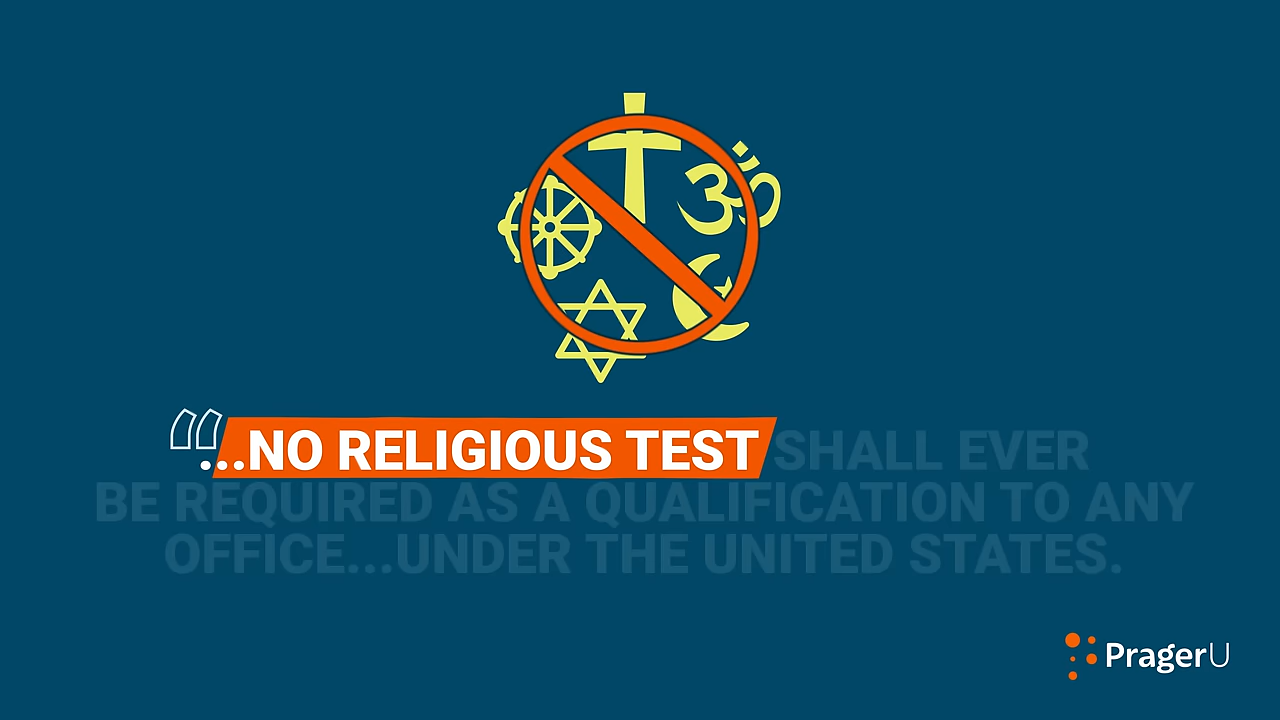 “...NO RELIGIOUS TEST SHALL EVER
BE REQUIRED AS A QUALIFICATION TO ANY
OFFICE...UNDER THE UNITED STATES.
PragerU